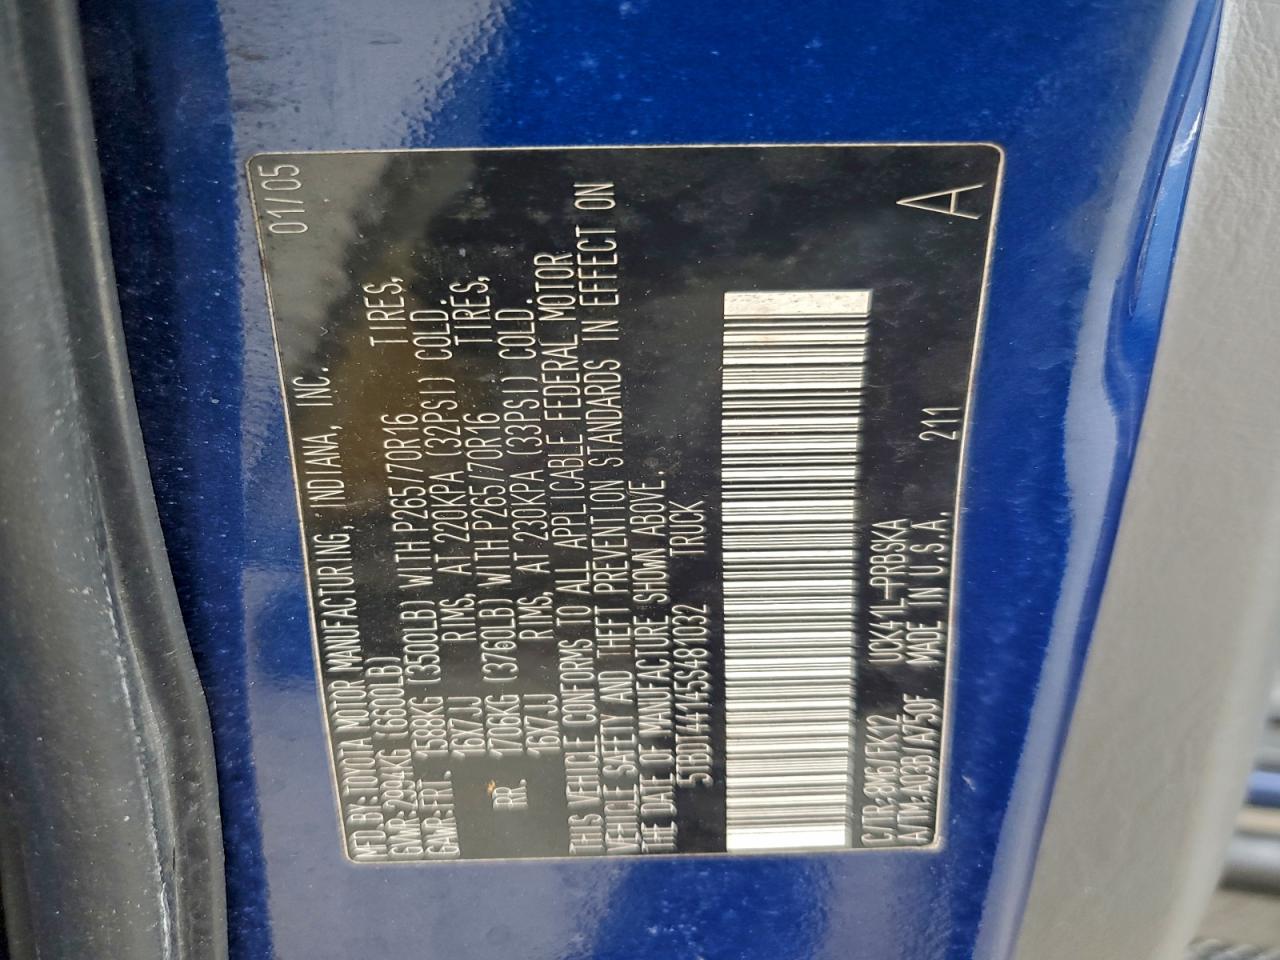 MFD.BY:TOYOTA MOTOR MANUFACTURING, INDIANA, INC. 01/05
GVWR:2994KG (6600LB)
GAWR:FRT. 1588KG (3500LB) WITH P265/70R16 TIRES,
16X7JJ RIMS, AT 220KPA (32PSI) COLD.
RR. 1706KG (3760LB) WITH P265/70R16 TIRES,
16X7JJ RIMS, AT 230KPA (33PSI) COLD.
THIS VEHICLE CONFORMS TO ALL APPLICABLE FEDERAL MOTOR
VEHICLE SAFETY AND THEFT PREVENTION STANDARDS IN EFFECT ON
THE DATE OF MANUFACTURE SHOWN ABOVE.
5TBDT44145S481032 TRUCK
C/TR:8M6/FK12 UCK41L-PRBSKA
A/TM:A03B/A750F MADE IN U.S.A. 211 A